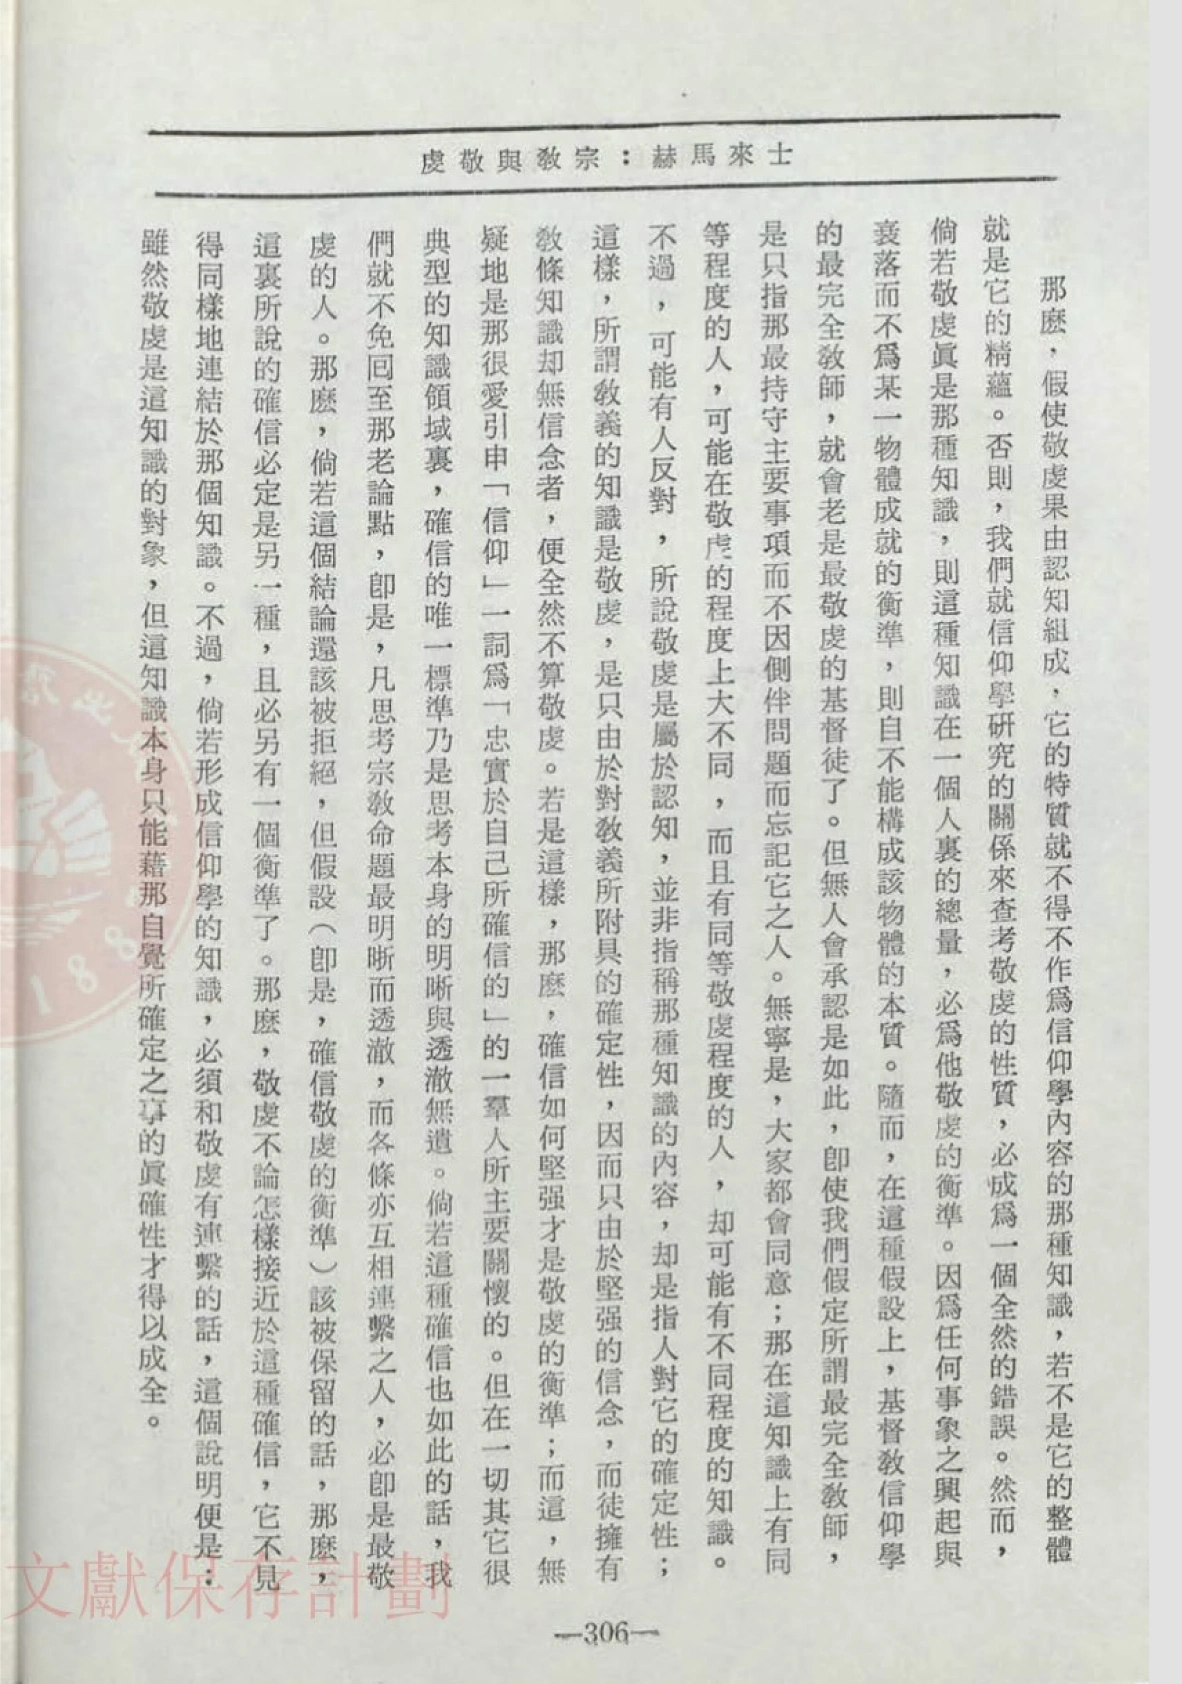 士來馬赫：宗敎與敬虔
那麽，假使敬虔果由認知組成，它的特質就不得不作爲信仰學內容的那種知識，若不是它的整體
就是它的精蘊。否則，我們就信仰學硏究的關係來查考敬虔的性質，必成爲一個全然的錯誤。然而，
倘若敬虔眞是那種知識，則這種知識在一個人裏的總量，必爲他敬虔的衡準。因爲任何事象之興起與
衰落而不爲某一物體成就的衡準，則自不能構成該物體的本質。隨而，在這種假設上，基督敎信仰學
的最完全敎師，就會老是最敬虔的基督徒了。但無人會承認是如此，卽使我們假定所謂最完全敎師，
是只指那最持守主要事項而不因側伴問題而忘記它之人。無寧是，大家都會同意；那在這知識上有同
等程度的人，可能在敬虔的程度上大不同，而且有同等敬虔程度的人，却可能有不同程度的知識。
不過，可能有人反對，所說敬虔是屬於認知，並非指稱那種知識的內容，却是指人對它的確定性；
這樣，所謂敎義的知識是敬虔，是只由於對敎義所附具的確定性，因而只由於堅强的信念，而徒擁有
敎條知識却無信念者，便全然不算敬虔。若是這樣，那麽，確信如何堅强才是敬虔的衡準；而這，無
疑地是那很愛引申「信仰」一詞爲「忠實於自己所確信的」的一羣人所主要關懷的。但在一切其它很
典型的知識領域裏，確信的唯一標準乃是思考本身的明晰與透澈無遺。倘若這種確信也如此的話，我
們就不免囘至那老論點，卽是，凡思考宗敎命題最明晰而透澈，而各條亦互相連繫之人，必卽是最敬
虔的人。那麽，倘若這個結論還該被拒絕，但假設（卽是，確信敬虔的衡準）該被保留的話，那麽，
這裏所說的確信必定是另一種，且必另有一個衡準了。那麽，敬虔不論怎樣接近於這種確信，它不見
得同樣地連結於那個知識。不過，倘若形成信仰學的知識，必須和敬虔有連繫的話，這個說明便是：
雖然敬虔是這知識的對象，但這知識本身只能藉那自覺所確定之事的眞確性才得以成全。
—306—
文獻保存計劃
188